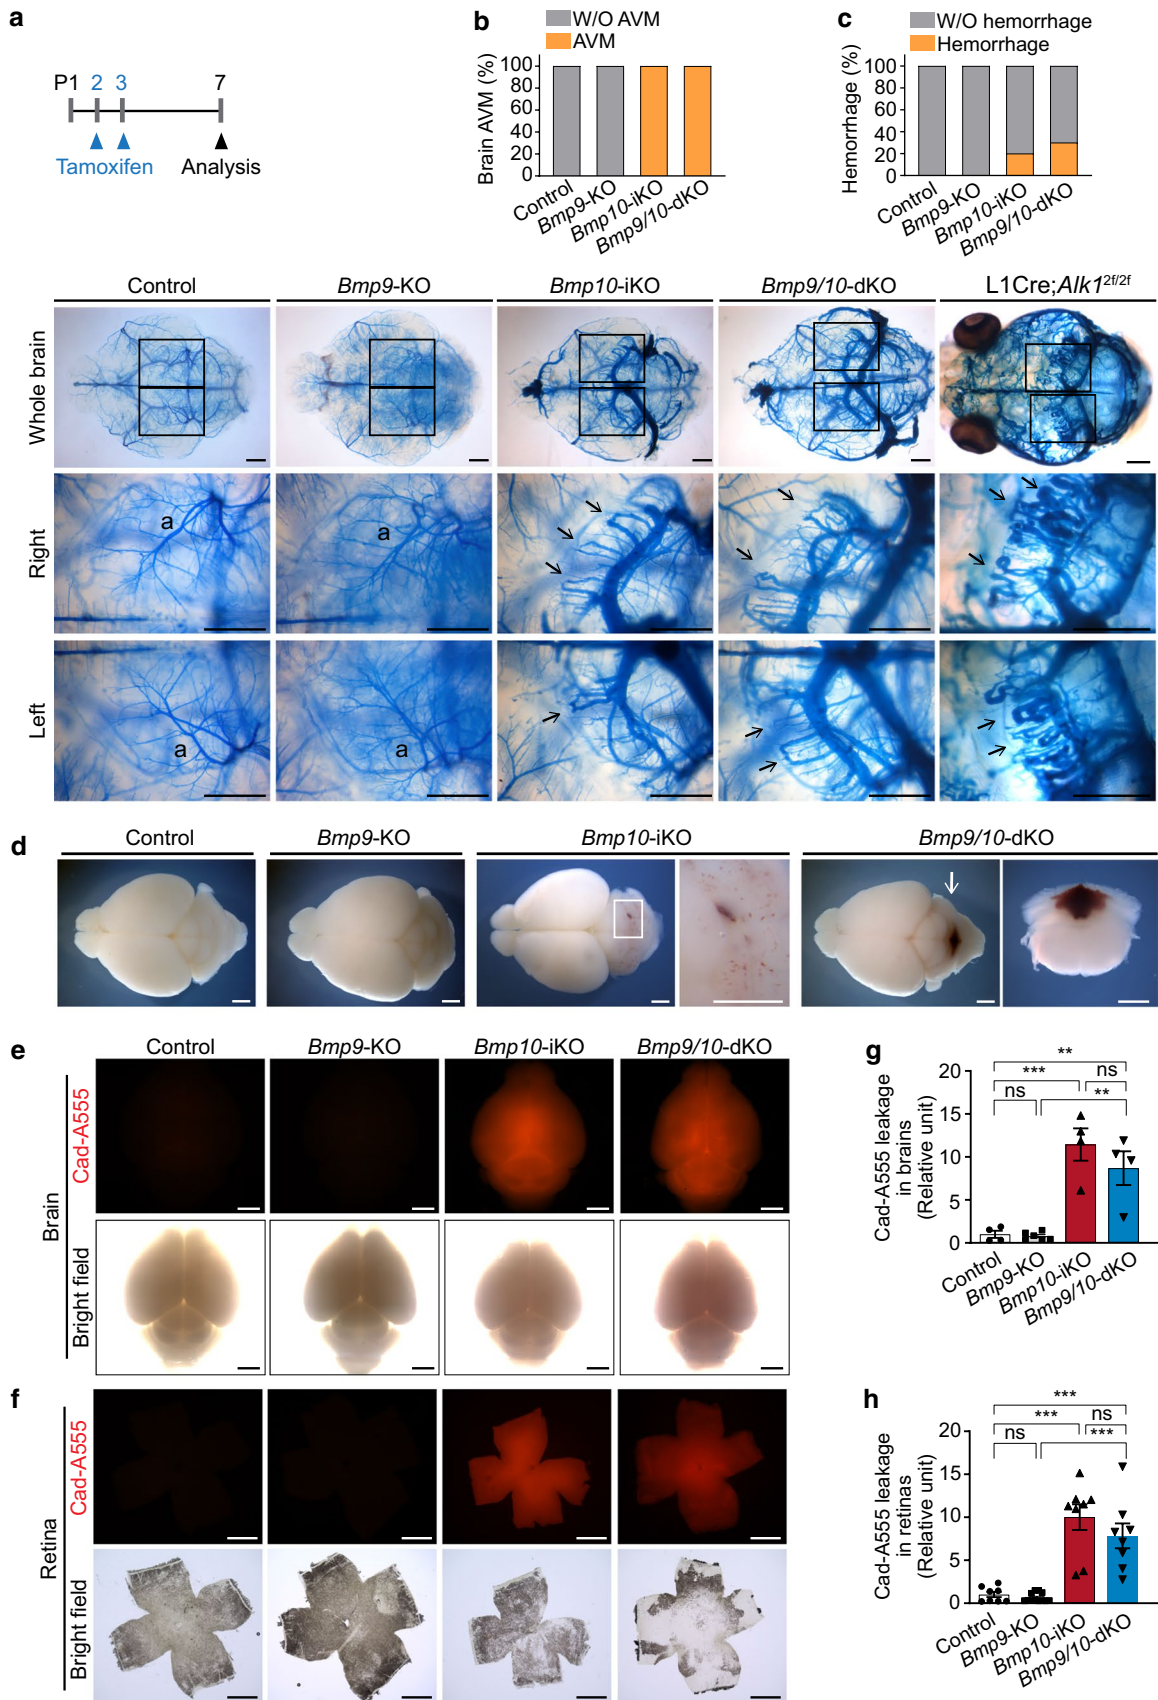 a
P1 2 3 7
Tamoxifen Analysis
b
W/O AVM
AVM
Brain AVM (%)
100
80
60
40
20
0
Control
Bmp9-KO
Bmp10-iKO
Bmp9/10-dKO
c
W/O hemorrhage
Hemorrhage
Hemorrhage (%)
100
80
60
40
20
0
Control
Bmp9-KO
Bmp10-iKO
Bmp9/10-dKO
Control Bmp9-KO Bmp10-iKO Bmp9/10-dKO L1Cre;Alk12f/2f
Whole brain
Right
a
a
Left
a
a
d
Control Bmp9-KO Bmp10-iKO Bmp9/10-dKO
e
Control Bmp9-KO Bmp10-iKO Bmp9/10-dKO
Brain
Cad-A555
Bright field
f
Retina
Cad-A555
Bright field
g
Cad-A555 leakage
in brains
(Relative unit)
20
15
10
5
0
**
*** ns
ns **
Control
Bmp9-KO
Bmp10-iKO
Bmp9/10-dKO
h
Cad-A555 leakage
in retinas
(Relative unit)
20
15
10
5
0
***
*** ns
ns ***
Control
Bmp9-KO
Bmp10-iKO
Bmp9/10-dKO